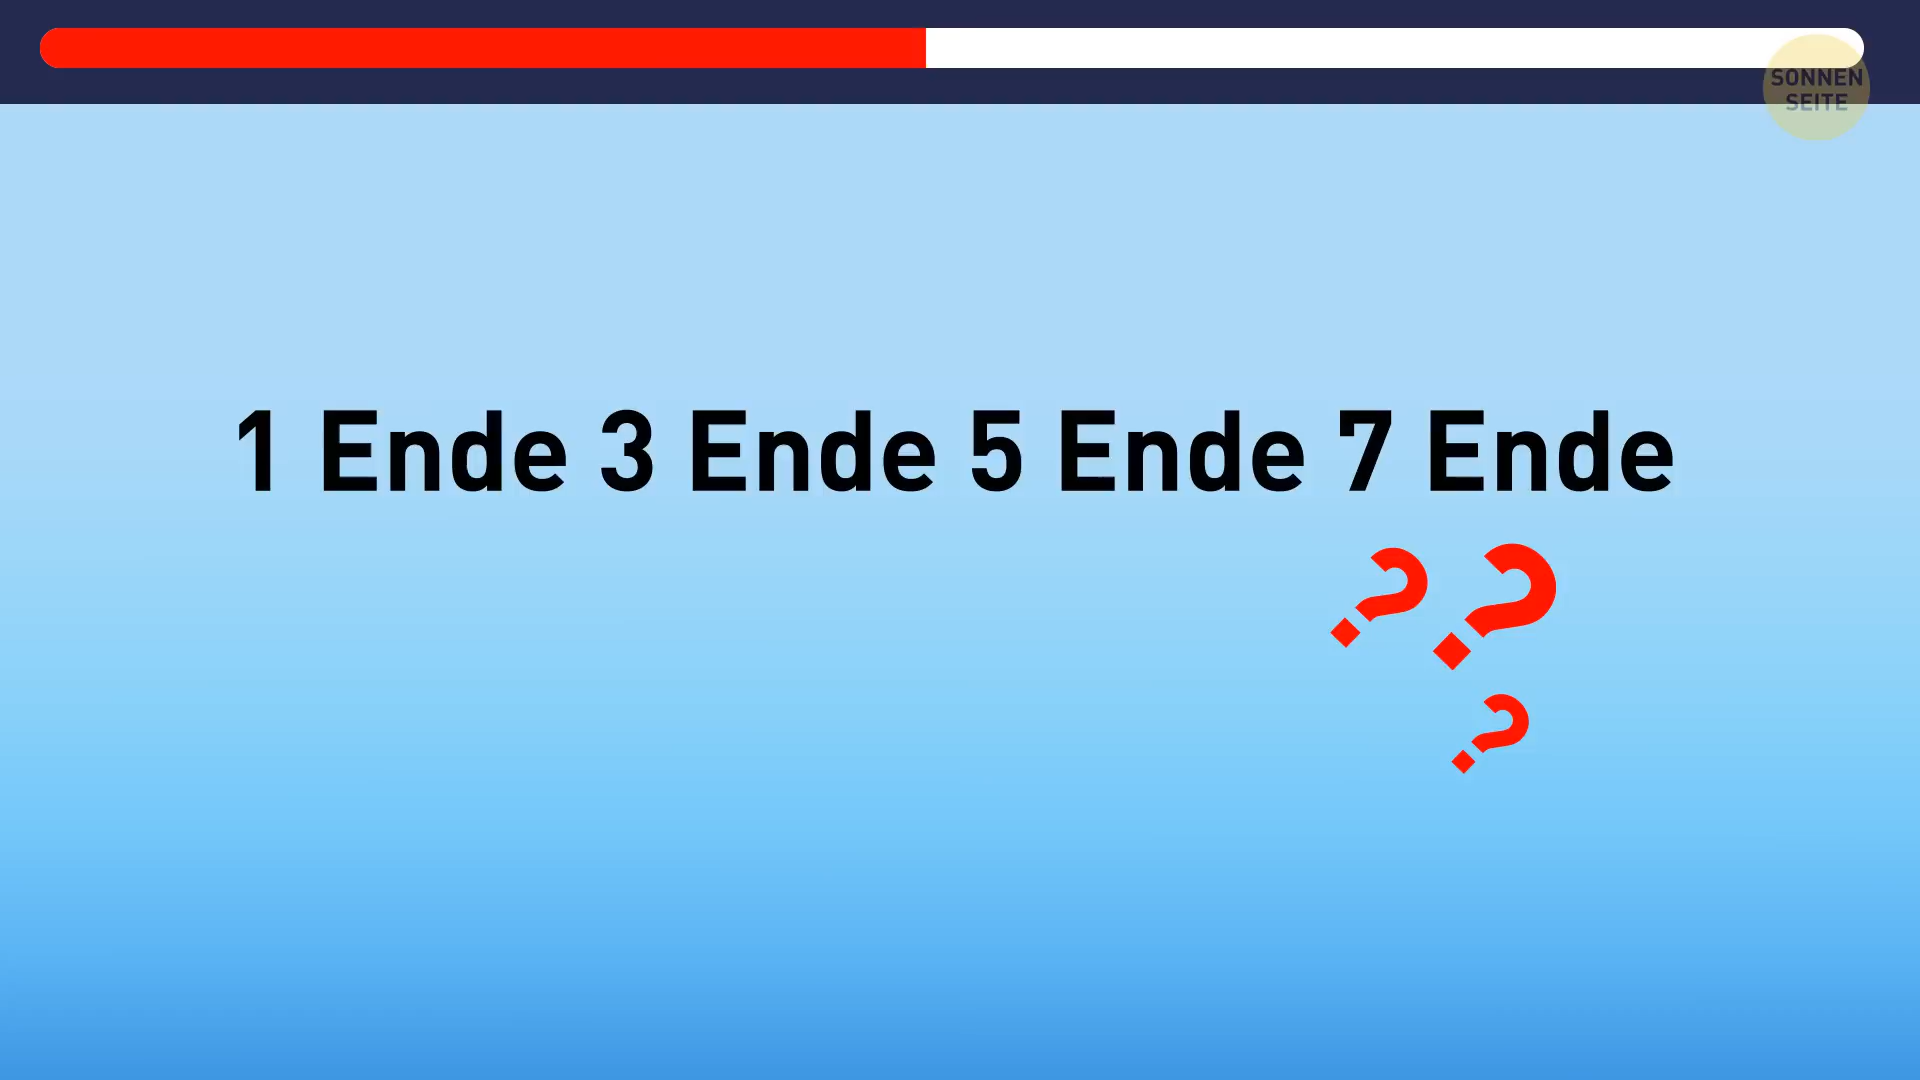 SONNEN
SEITE
1 Ende 3 Ende 5 Ende 7 Ende
? ?
?